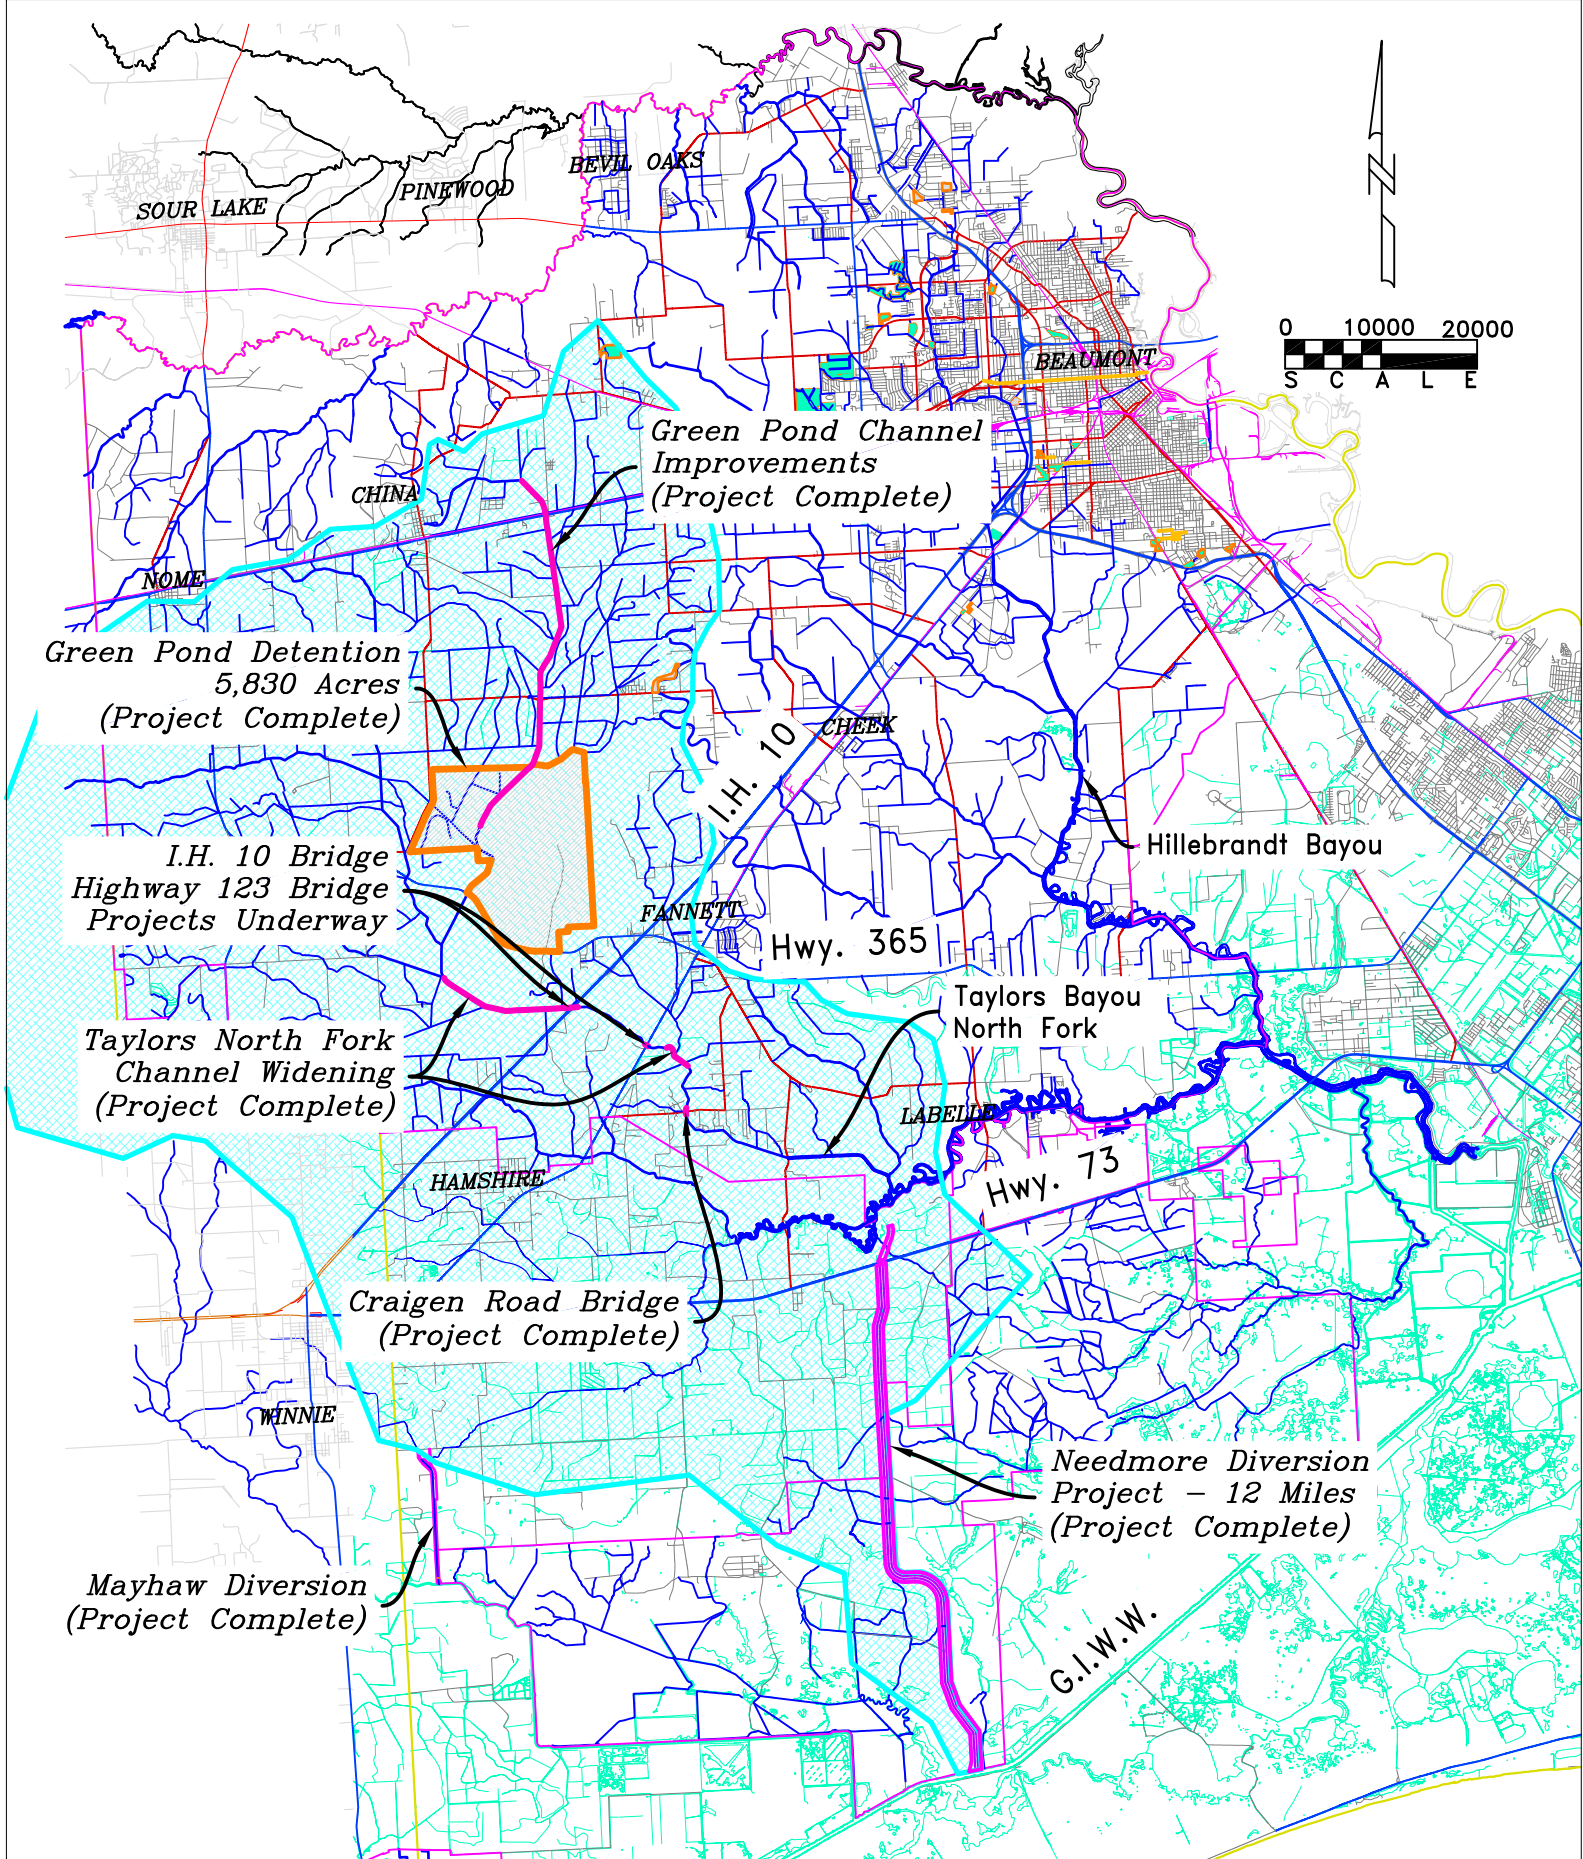 BEVIL OAKS
PINEWOOD
SOUR LAKE
0 10000 20000
S C A L E
BEAUMONT
Green Pond Channel
Improvements
(Project Complete)
CHINA
NOME
Green Pond Detention
5,830 Acres
(Project Complete)
I.H. 10
CHEEK
Hillebrandt Bayou
I.H. 10 Bridge
Highway 123 Bridge
Projects Underway
FANNETT
Hwy. 365
Taylors Bayou
North Fork
Taylors North Fork
Channel Widening
(Project Complete)
LABELLE
HAMSHIRE
Hwy. 73
Craigen Road Bridge
(Project Complete)
WINNIE
Needmore Diversion
Project – 12 Miles
(Project Complete)
Mayhaw Diversion
(Project Complete)
G.I.W.W.
N